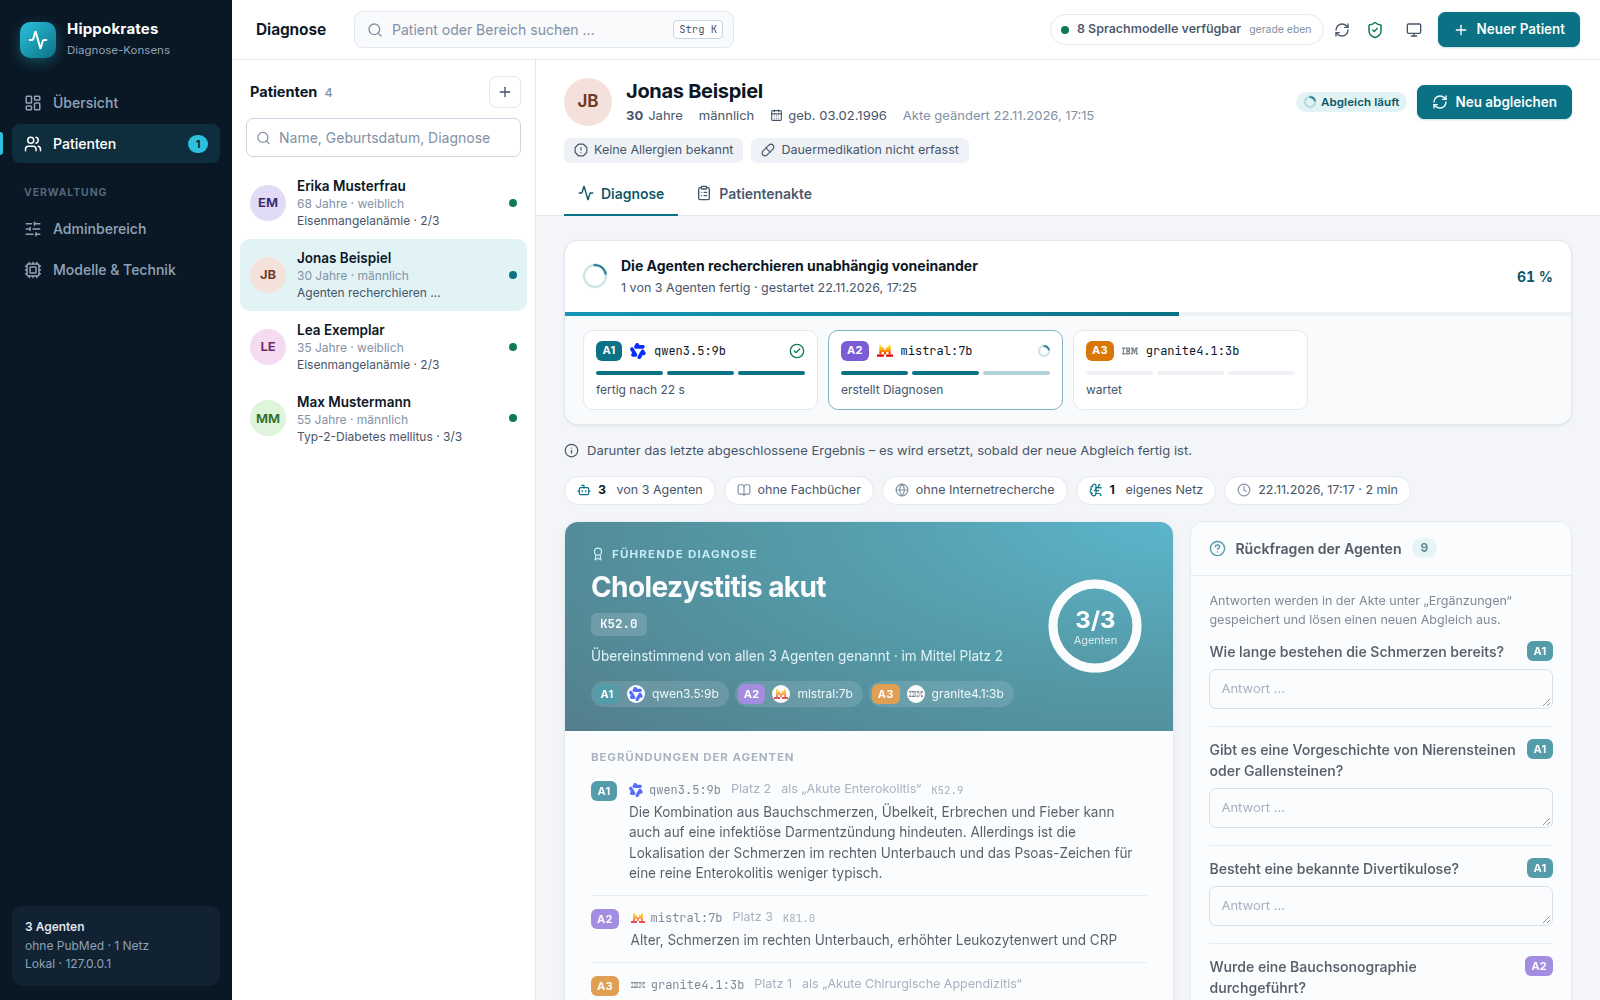 Hippokrates
Diagnose-Konsens
Übersicht
Patienten
1
VERWALTUNG
Adminbereich
Modelle & Technik
3 Agenten
ohne PubMed · 1 Netz
Lokal · 127.0.0.1
Diagnose
Patient oder Bereich suchen ...
Strg K
8 Sprachmodelle verfügbar gerade eben
Neuer Patient
Patienten 4
Name, Geburtsdatum, Diagnose
EM
Erika Musterfrau
68 Jahre · weiblich
Eisenmangelanämie · 2/3
JB
Jonas Beispiel
30 Jahre · männlich
Agenten recherchieren ...
LE
Lea Exemplar
35 Jahre · weiblich
Eisenmangelanämie · 2/3
MM
Max Mustermann
55 Jahre · männlich
Typ-2-Diabetes mellitus · 3/3
JB
Jonas Beispiel
30 Jahre männlich geb. 03.02.1996 Akte geändert 22.11.2026, 17:15
Abgleich läuft
Neu abgleichen
Keine Allergien bekannt
Dauermedikation nicht erfasst
Diagnose
Patientenakte
Die Agenten recherchieren unabhängig voneinander
1 von 3 Agenten fertig · gestartet 22.11.2026, 17:25
61 %
A1 qwen3.5:9b
fertig nach 22 s
A2 mistral:7b
erstellt Diagnosen
A3 IBM granite4.1:3b
wartet
Darunter das letzte abgeschlossene Ergebnis – es wird ersetzt, sobald der neue Abgleich fertig ist.
3 von 3 Agenten
ohne Fachbücher
ohne Internetrecherche
1 eigenes Netz
22.11.2026, 17:17 · 2 min
FÜHRENDE DIAGNOSE
Cholezystitis akut
K52.0
Übereinstimmend von allen 3 Agenten genannt · im Mittel Platz 2
A1 qwen3.5:9b
A2 mistral:7b
A3 IBM granite4.1:3b
3/3
Agenten
BEGRÜNDUNGEN DER AGENTEN
A1 qwen3.5:9b Platz 2 als „Akute Enterokolitis“ K52.9
Die Kombination aus Bauchschmerzen, Übelkeit, Erbrechen und Fieber kann
auch auf eine infektiöse Darmentzündung hindeuten. Allerdings ist die
Lokalisation der Schmerzen im rechten Unterbauch und das Psoas-Zeichen für
eine reine Enterokolitis weniger typisch.
A2 mistral:7b Platz 3 K81.0
Alter, Schmerzen im rechten Unterbauch, erhöhter Leukozytenwert und CRP
A3 IBM granite4.1:3b Platz 1 als „Akute Chirurgische Appendizitis“
Rückfragen der Agenten 9
Antworten werden in der Akte unter „Ergänzungen“
gespeichert und lösen einen neuen Abgleich aus.
Wie lange bestehen die Schmerzen bereits? A1
Antwort ...
Gibt es eine Vorgeschichte von Nierensteinen A1
oder Gallensteinen?
Antwort ...
Besteht eine bekannte Divertikulose? A1
Antwort ...
Wurde eine Bauchsonographie A2
durchgeführt?